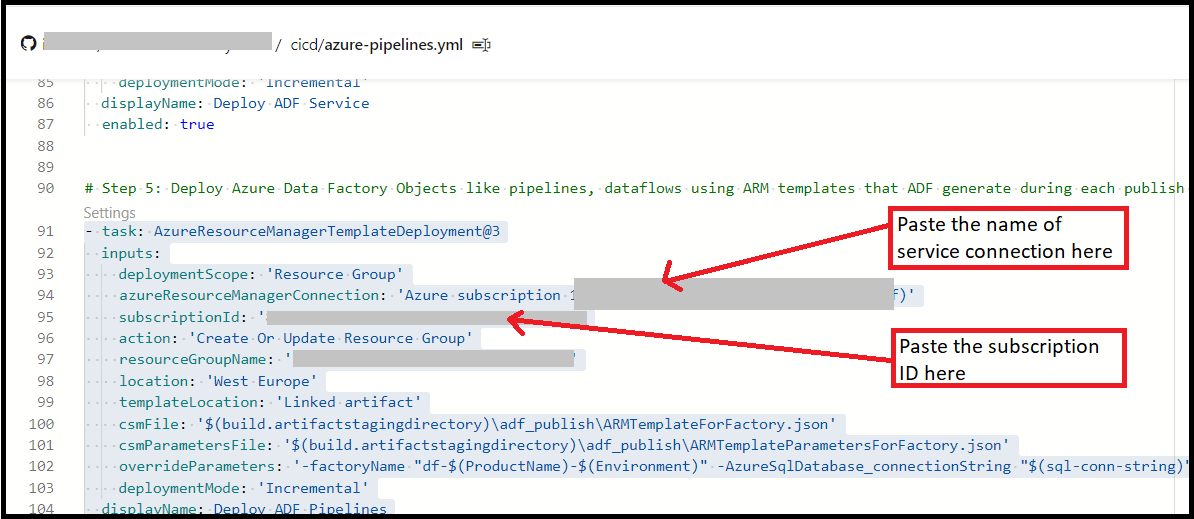 / cicd/azure-pipelines.yml
85 deploymentMode: 'Incremental'
86 displayName: Deploy ADF Service
87 enabled: true
88
89
90 # Step 5: Deploy Azure Data Factory Objects like pipelines, dataflows using ARM templates that ADF generate during each publish
Settings
91 - task: AzureResourceManagerTemplateDeployment@3
92 inputs:
93 deploymentScope: 'Resource Group'
94 azureResourceManagerConnection: 'Azure subscription )'
95 subscriptionId: '
96 action: 'Create Or Update Resource Group'
97 resourceGroupName: ' '
98 location: 'West Europe'
99 templateLocation: 'Linked artifact'
100 csmFile: '$(build.artifactstagingdirectory)\adf_publish\ARMTemplateForFactory.json'
101 csmParametersFile: '$(build.artifactstagingdirectory)\adf_publish\ARMTemplateParametersForFactory.json'
102 overrideParameters: '-factoryName "df-$(ProductName)-$(Environment)" -AzureSqlDatabase_connectionString "$(sql-conn-string)"
103 deploymentMode: 'Incremental'
104 displayName: Deploy ADF Pipelines
Paste the name of
service connection here
Paste the subscription
ID here